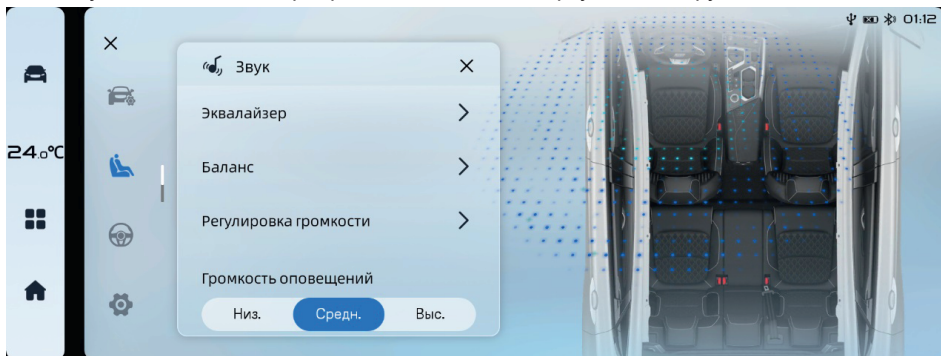 01:12
Звук
Эквалайзер
24.0°C
Баланс
Регулировка громкости
Громкость оповещений
Низ. Средн. Выс.